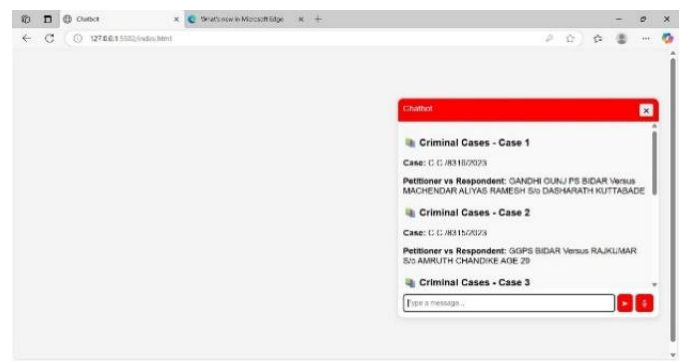 Chatbot
What's new in Microsoft Edge
127.0.0.1:5502/index.html
Chatbot
Criminal Cases - Case 1
Case: C.C./8316/2023
Petitioner vs Respondent: GANDHI GUNJ PS BIDAR Versus
MACHENDAR ALIYAS RAMESH S/o DASHARATH KUTTABADE
Criminal Cases - Case 2
Case: C.C./8315/2023
Petitioner vs Respondent: GGPS BIDAR Versus RAJKUMAR
S/o AMRUTH CHANDIKE AGE 29
Criminal Cases - Case 3
Type a message...